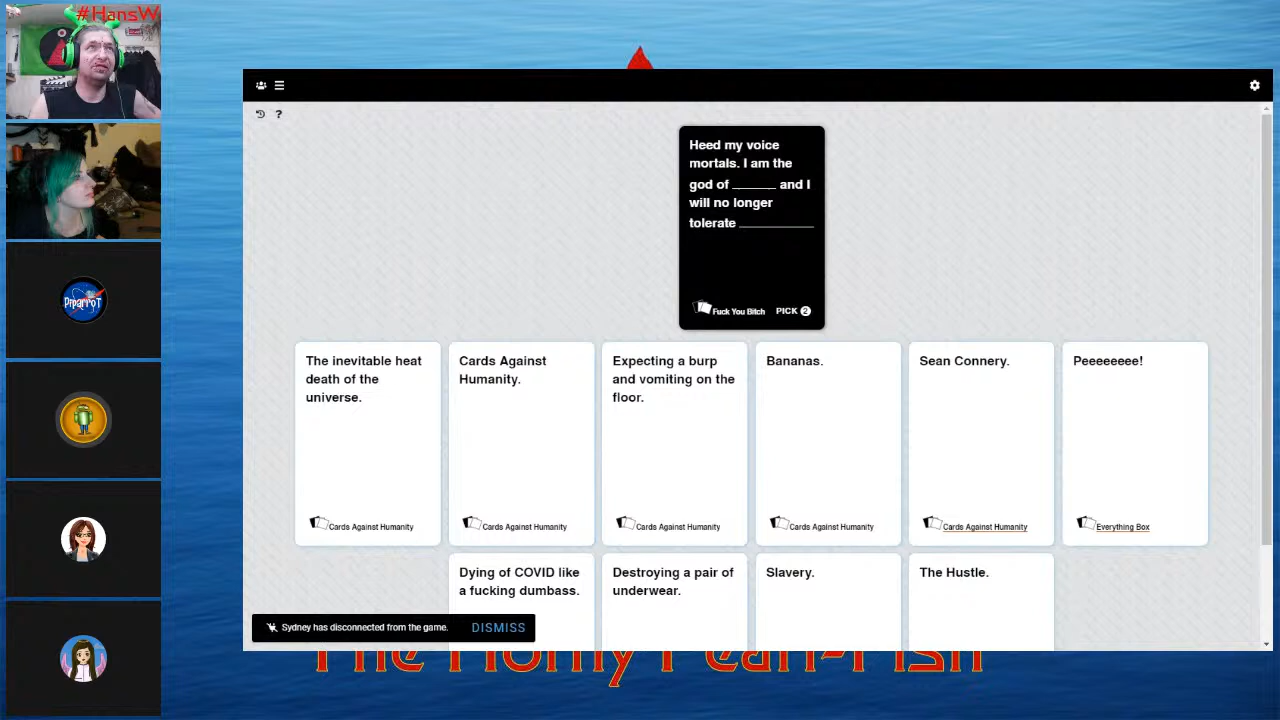 #HansW
Heed my voice
mortals. I am the
god of ______ and I
will no longer
tolerate __________
Fuck You Bitch PICK 2
The inevitable heat
death of the
universe.
Cards Against Humanity
Cards Against
Humanity.
Cards Against Humanity
Expecting a burp
and vomiting on the
floor.
Cards Against Humanity
Bananas.
Cards Against Humanity
Sean Connery.
Cards Against Humanity
Peeeeeeee!
Everything Box
Dying of COVID like
a fucking dumbass.
Destroying a pair of
underwear.
Slavery.
The Hustle.
Sydney has disconnected from the game. DISMISS
PiparroT